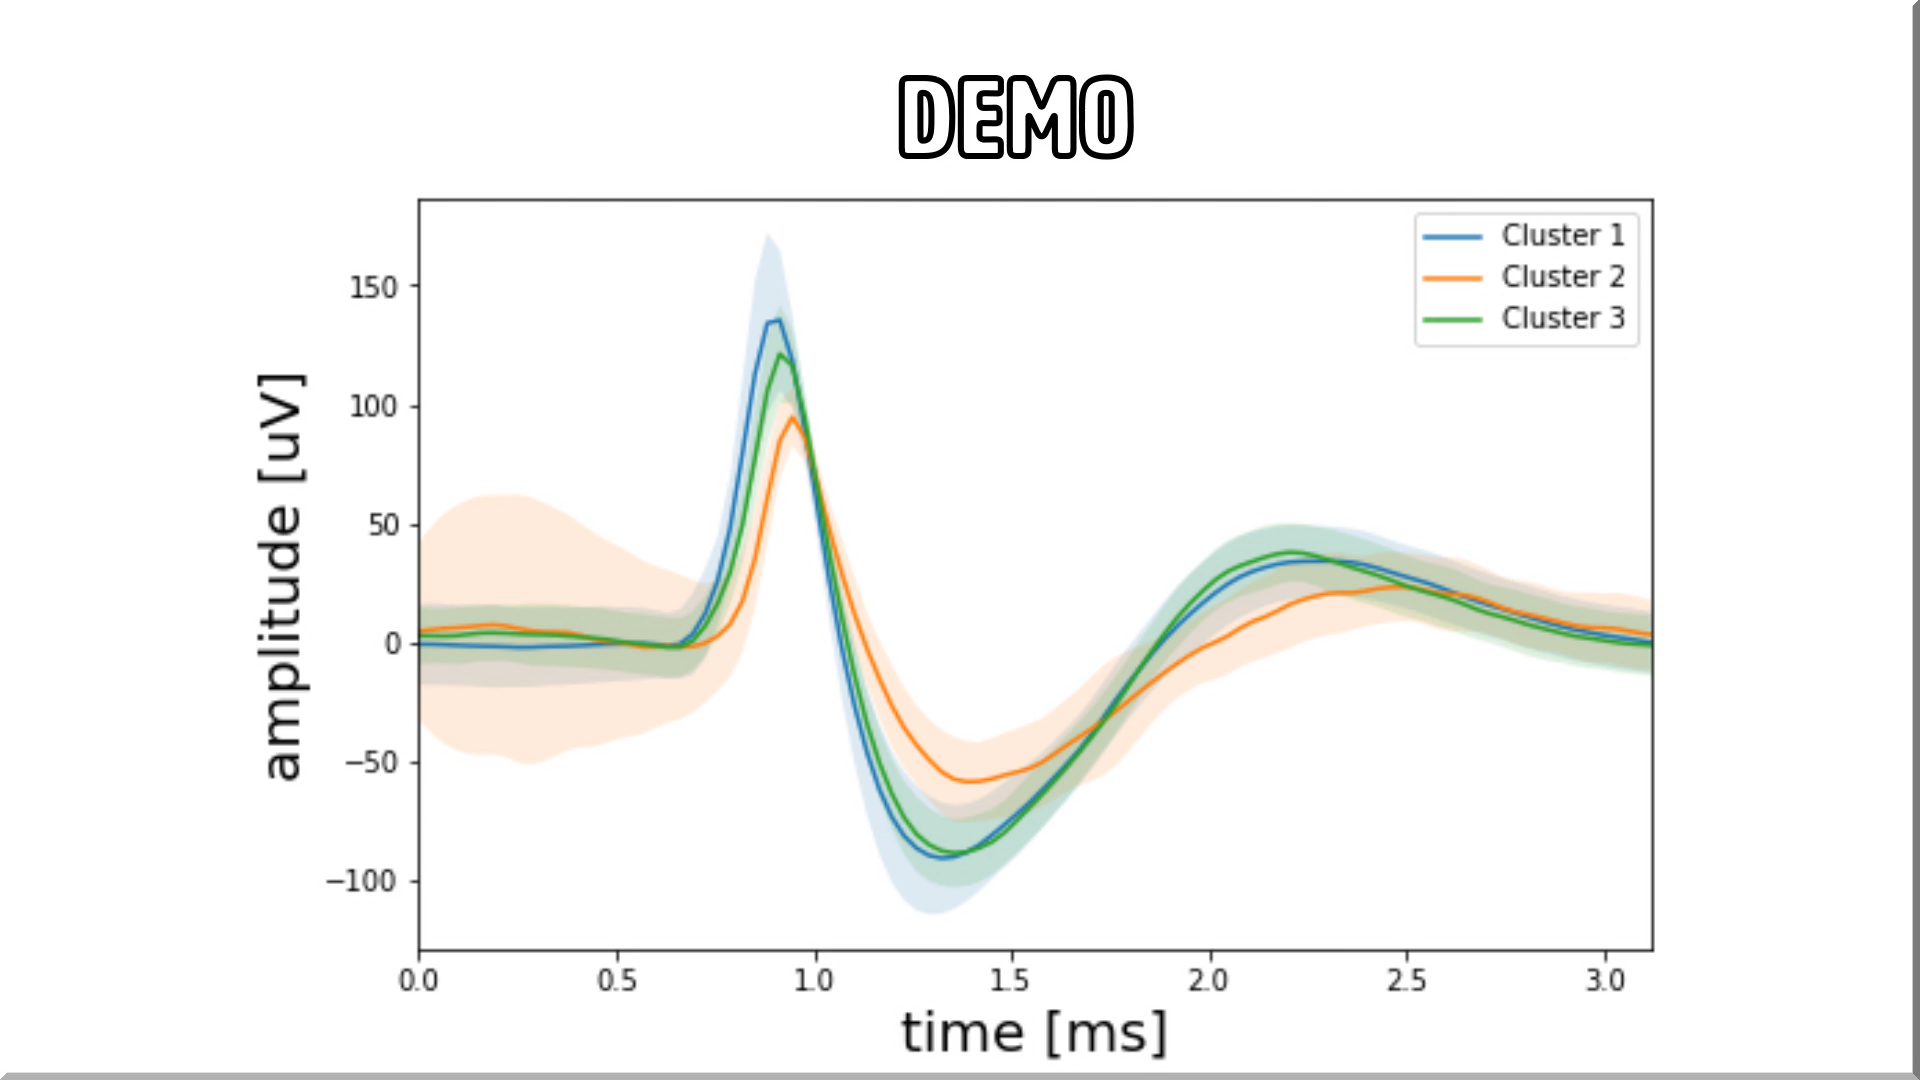 DEMO
Cluster 1
Cluster 2
Cluster 3
150
100
50
0
−50
−100
amplitude [uV]
0.0 0.5 1.0 1.5 2.0 2.5 3.0
time [ms]